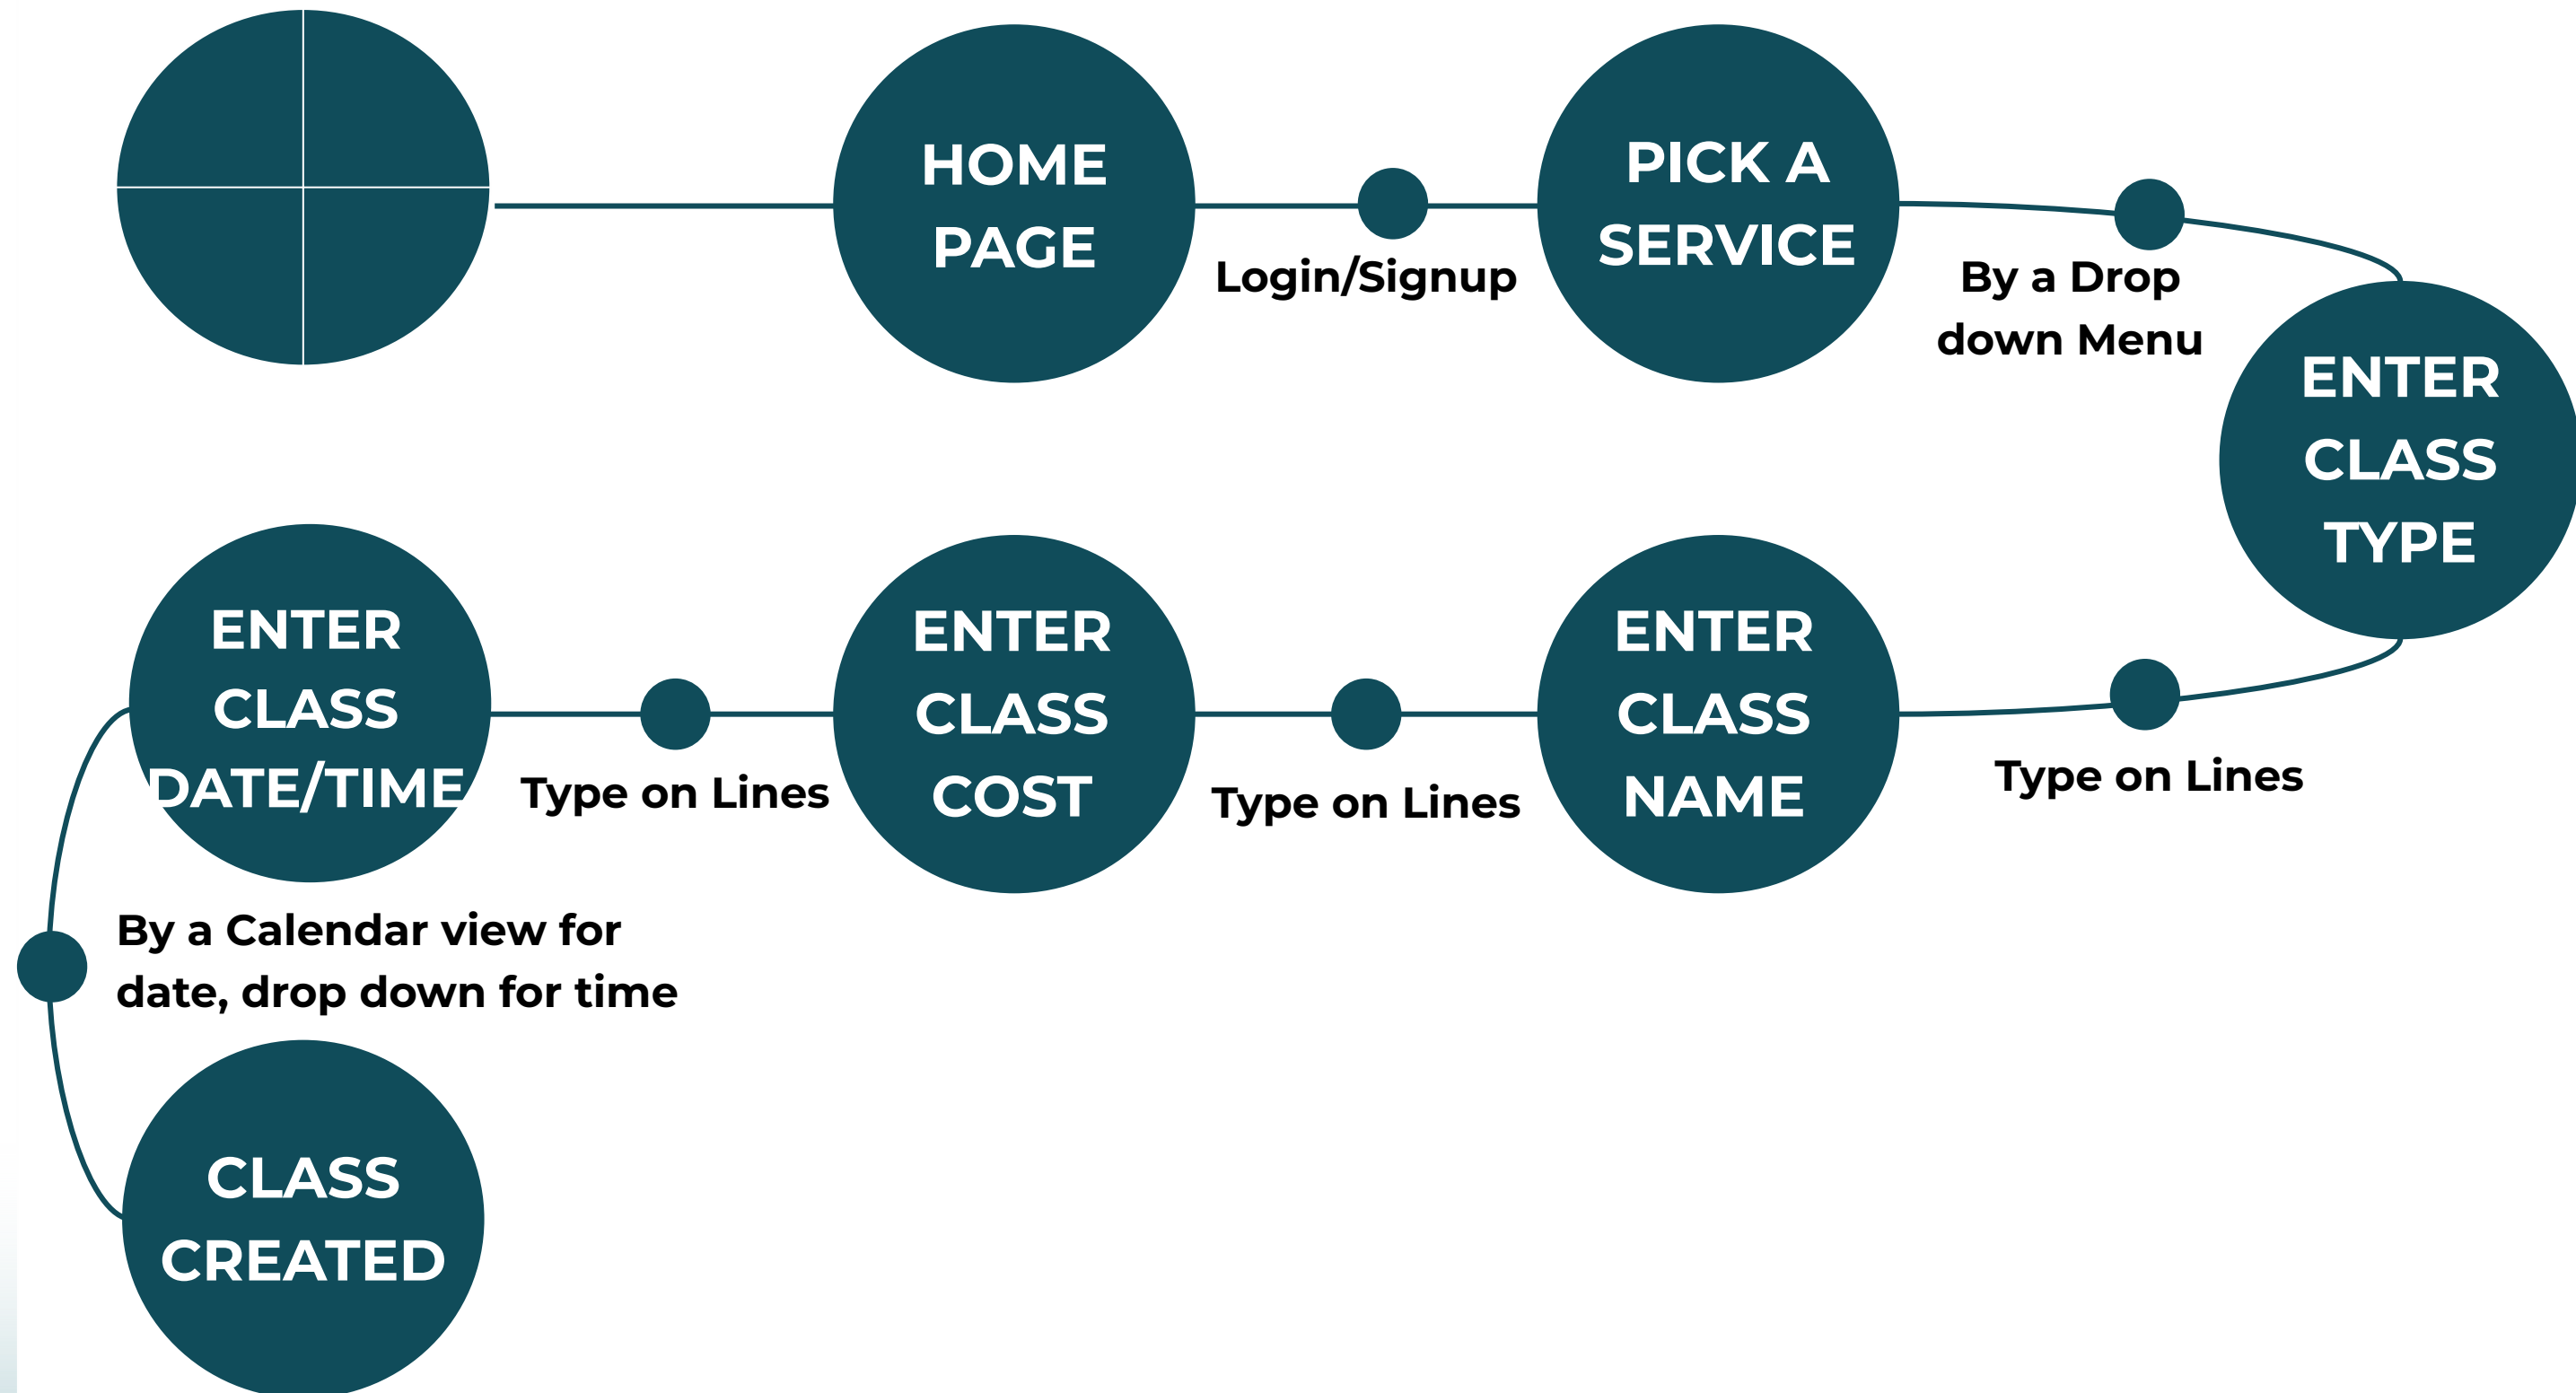 HOME
PAGE
Login/Signup
PICK A
SERVICE
By a Drop
down Menu
ENTER
CLASS
TYPE
Type on Lines
ENTER
CLASS
NAME
Type on Lines
ENTER
CLASS
COST
Type on Lines
ENTER
CLASS
DATE/TIME
By a Calendar view for
date, drop down for time
CLASS
CREATED